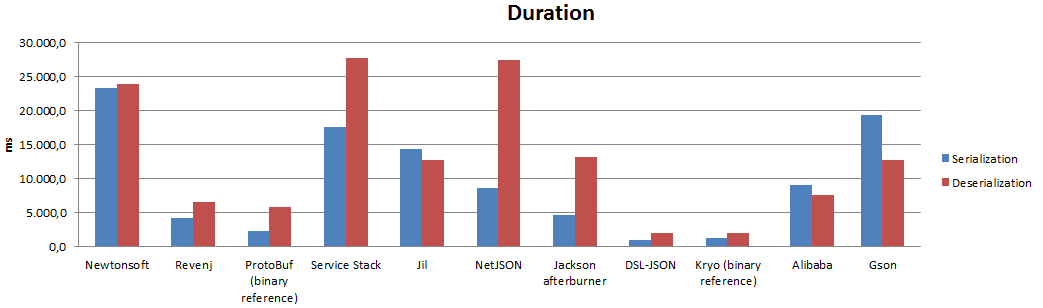 Duration
30.000,0
25.000,0
20.000,0
15.000,0
10.000,0
5.000,0
0,0
ms
Newtonsoft
Revenj
ProtoBuf
(binary
reference)
Service Stack
Jil
NetJSON
Jackson
afterburner
DSL-JSON
Kryo (binary
reference)
Alibaba
Gson
Serialization
Deserialization